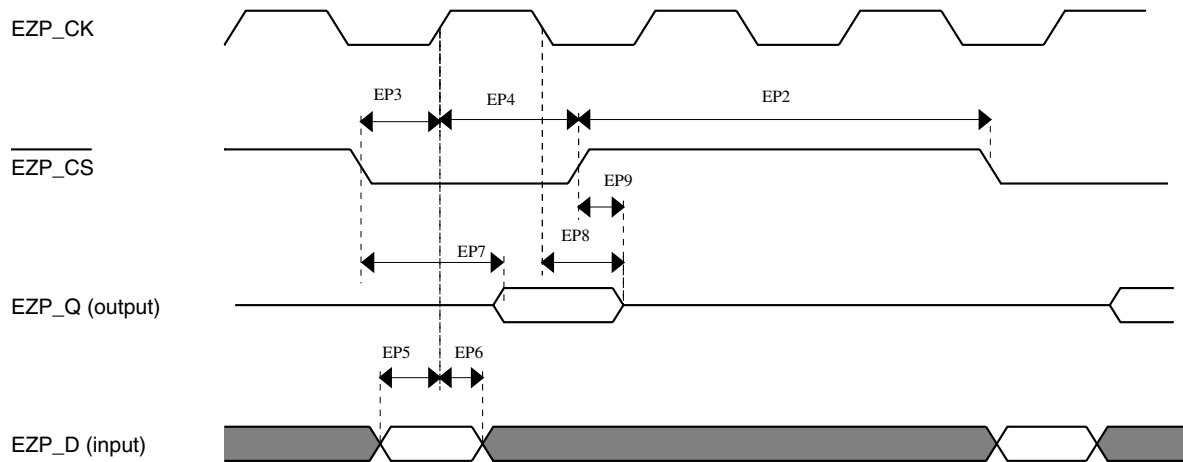 EZP_CK
EP3
EP4
EP2
EZP_CS
EP9
EP8
EP7
EZP_Q (output)
EP5
EP6
EZP_D (input)